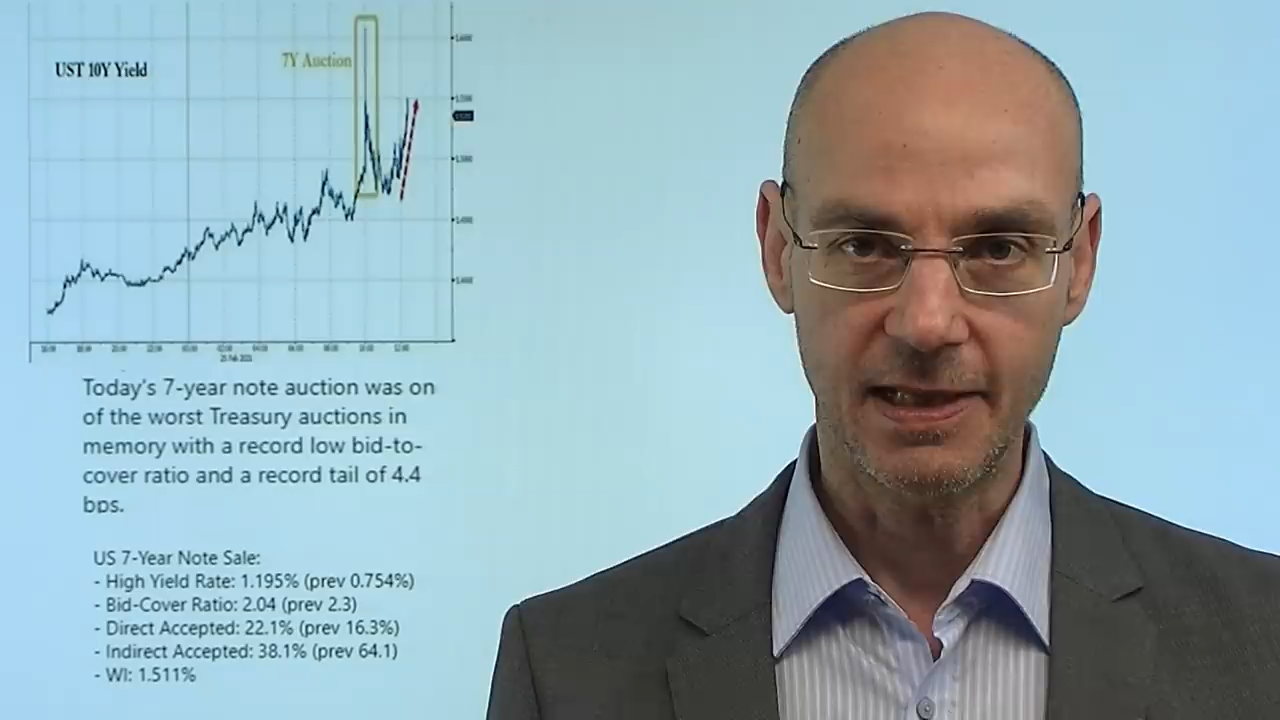 UST 10Y Yield
7Y Auction
Today's 7-year note auction was on
of the worst Treasury auctions in
memory with a record low bid-to-
cover ratio and a record tail of 4.4
bps.
US 7-Year Note Sale:
- High Yield Rate: 1.195% (prev 0.754%)
- Bid-Cover Ratio: 2.04 (prev 2.3)
- Direct Accepted: 22.1% (prev 16.3%)
- Indirect Accepted: 38.1% (prev 64.1)
- WI: 1.511%